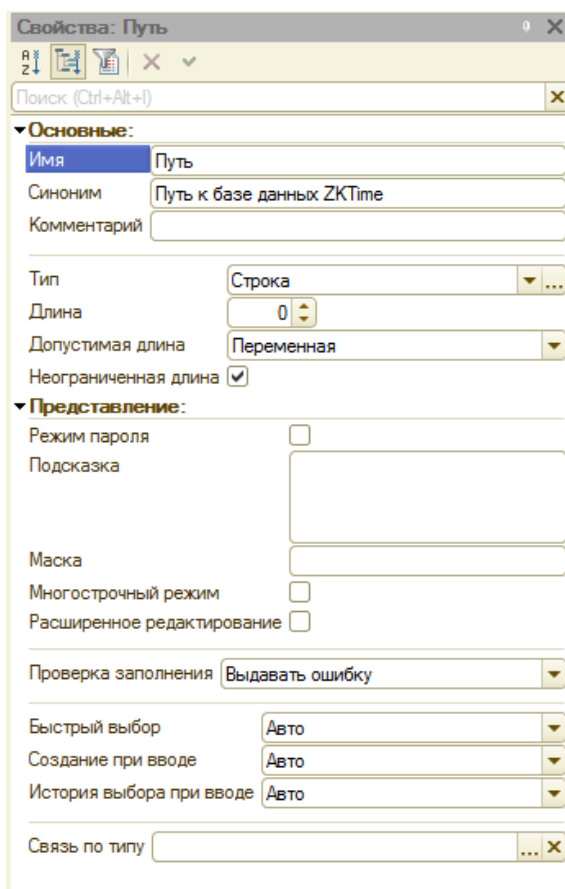 Свойства: Путь
Поиск (Ctrl+Alt+I)
Основные:
Имя Путь
Синоним Путь к базе данных ZKTime
Комментарий
Тип Строка ...
Длина 0
Допустимая длина Переменная
Неограниченная длина
Представление:
Режим пароля
Подсказка
Маска
Многострочный режим
Расширенное редактирование
Проверка заполнения Выдавать ошибку
Быстрый выбор Авто
Создание при вводе Авто
История выбора при вводе Авто
Связь по типу ...